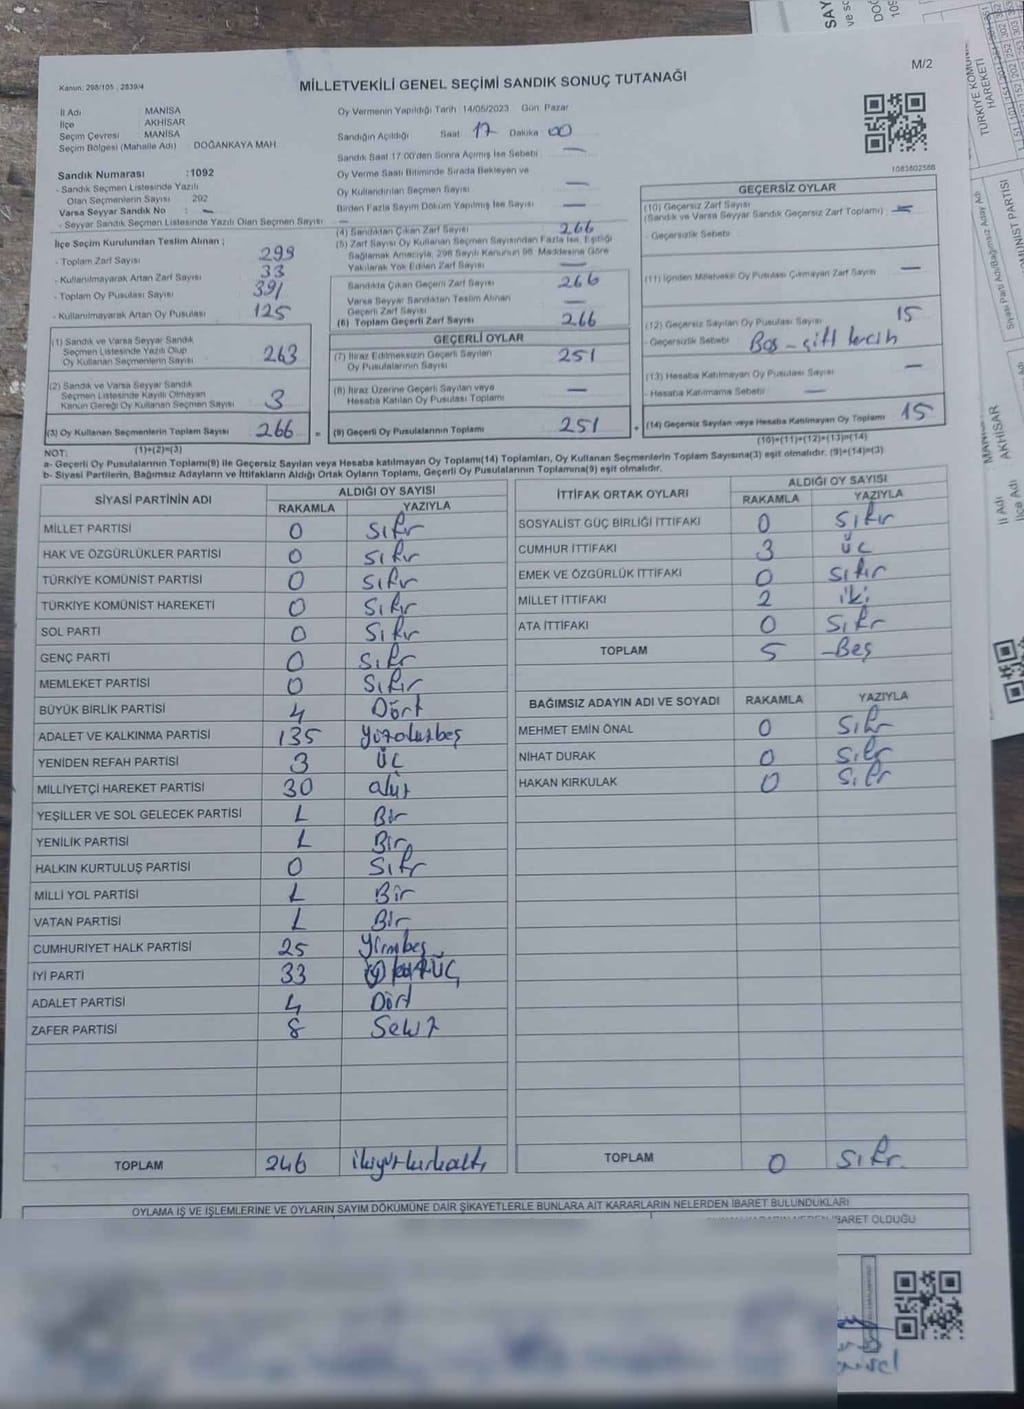 M/2
Kanun: 298/105 , 2839/4
MİLLETVEKİLİ GENEL SEÇİMİ SANDIK SONUÇ TUTANAĞI
İl Adı MANİSA
İlçe AKHİSAR
Seçim Çevresi MANİSA
Seçim Bölgesi (Mahalle Adı) DOĞANKAYA MAH
Sandık Numarası :1092
- Sandık Seçmen Listesinde Yazılı
Olan Seçmenlerin Sayısı 292
Varsa Seyyar Sandık No : —
- Seyyar Sandık Seçmen Listesinde Yazılı Olan Seçmen Sayısı: —
Oy Vermenin Yapıldığı Tarih :14/05/2023 Gün: Pazar
Sandığın Açıldığı Saat: 17 Dakika 00
Sandık Saat 17.00'den Sonra Açılmış İse Sebebi —
Oy Verme Saati Bitiminde Sırada Bekleyen ve
Oy Kullandırılan Seçmen Sayısı —
Birden Fazla Sayım Döküm Yapılmış İse Sayısı —
1083802588
İlçe Seçim Kurulundan Teslim Alınan ;
- Toplam Zarf Sayısı 299
- Kullanılmayarak Artan Zarf Sayısı 33
- Toplam Oy Pusulası Sayısı 391
- Kullanılmayarak Artan Oy Pusulası 125
(4) Sandıktan Çıkan Zarf Sayısı 266
(5) Zarf Sayısı Oy Kullanan Seçmen Sayısından Fazla İse, Eşitliği
Sağlamak Amacıyla, 298 Sayılı Kanunun 98. Maddesine Göre
Yakılarak Yok Edilen Zarf Sayısı —
Sandıkta Çıkan Geçerli Zarf Sayısı 266
Varsa Seyyar Sandıktan Teslim Alınan
Geçerli Zarf Sayısı —
(6) Toplam Geçerli Zarf Sayısı 266
GEÇERSİZ OYLAR
(10) Geçersiz Zarf Sayısı
(Sandık ve Varsa Seyyar Sandık Geçersiz Zarf Toplamı) : —
- Geçersizlik Sebebi :
(11) İçinden Milletvekili Oy Pusulası Çıkmayan Zarf Sayısı —
(12) Geçersiz Sayılan Oy Pusulası Sayısı 15
- Geçersizlik Sebebi Boş - çift tercih
(13) Hesaba Katılmayan Oy Pusulası Sayısı —
- Hesaba Katılmama Sebebi —
(14) Geçersiz Sayılan veya Hesaba Katılmayan Oy Toplamı 15
(1) Sandık ve Varsa Seyyar Sandık
Seçmen Listesinde Yazılı Olup
Oy Kullanan Seçmenlerin Sayısı 263
(2) Sandık ve Varsa Seyyar Sandık
Seçmen Listesinde Kayıtlı Olmayan
Kanun Gereği Oy Kullanan Seçmen Sayısı 3
(3) Oy Kullanan Seçmenlerin Toplam Sayısı 266 =
GEÇERLİ OYLAR
(7) İtiraz Edilmeksizin Geçerli Sayılan
Oy Pusulalarının Sayısı 251
(8) İtiraz Üzerine Geçerli Sayılan veya
Hesaba Katılan Oy Pusulası Toplamı —
(9) Geçerli Oy Pusulalarının Toplamı 251 +
NOT: (1)+(2)=(3) (10)+(11)+(12)+(13)=(14)
a- Geçerli Oy Pusulalarının Toplamı(9) ile Geçersiz Sayılan veya Hesaba katılmayan Oy Toplamı(14) Toplamları, Oy Kullanan Seçmenlerin Toplam Sayısına(3) eşit olmalıdır. (9)+(14)=(3)
b- Siyasi Partilerin, Bağımsız Adayların ve İttifakların Aldığı Ortak Oyların Toplamı, Geçerli Oy Pusulalarının Toplamına(9) eşit olmalıdır.
SİYASİ PARTİNİN ADI ALDIĞI OY SAYISI
RAKAMLA YAZIYLA
MİLLET PARTİSİ 0 Sıfır
HAK VE ÖZGÜRLÜKLER PARTİSİ 0 Sıfır
TÜRKİYE KOMÜNİST PARTİSİ 0 Sıfır
TÜRKİYE KOMÜNİST HAREKETİ 0 Sıfır
SOL PARTİ 0 Sıfır
GENÇ PARTİ 0 Sıfır
MEMLEKET PARTİSİ 0 Sıfır
BÜYÜK BİRLİK PARTİSİ 4 Dört
ADALET VE KALKINMA PARTİSİ 135 Yüzotuzbeş
YENİDEN REFAH PARTİSİ 3 ÜÇ
MİLLİYETÇİ HAREKET PARTİSİ 30
YEŞİLLER VE SOL GELECEK PARTİSİ 1 Bir
YENİLİK PARTİSİ 1 Bir
HALKIN KURTULUŞ PARTİSİ 0 Sıfır
MİLLİ YOL PARTİSİ 1 Bir
VATAN PARTİSİ 1 Bir
CUMHURİYET HALK PARTİSİ 25 Yirmibeş
İYİ PARTİ 33
ADALET PARTİSİ 4 Dört
ZAFER PARTİSİ 8 Sekiz
TOPLAM 246 ikiyüzkırkaltı
İTTİFAK ORTAK OYLARI ALDIĞI OY SAYISI
RAKAMLA YAZIYLA
SOSYALİST GÜÇ BİRLİĞİ İTTİFAKI 0 Sıfır
CUMHUR İTTİFAKI 3 üç
EMEK VE ÖZGÜRLÜK İTTİFAKI 0 Sıfır
MİLLET İTTİFAKI 2 iki
ATA İTTİFAKI 0 Sıfır
TOPLAM 5 -Beş
BAĞIMSIZ ADAYIN ADI VE SOYADI RAKAMLA YAZIYLA
MEHMET EMİN ÖNAL 0 Sıfır
NİHAT DURAK 0 Sıfır
HAKAN KIRKULAK 0 Sıfır
TOPLAM 0 Sıfır.
OYLAMA İŞ VE İŞLEMLERİNE VE OYLARIN SAYIM DÖKÜMÜNE DAİR ŞİKAYETLERLE BUNLARA AİT KARARLARIN NELERDEN İBARET BULUNDUKLARI
İBARET OLDUĞU
TÜRKİYE KOMÜNİST
HAREKETİ
Siyasi Parti Adı/Bağımsız Aday Adı
İl Adı
İlçe Adı
AKHİSAR